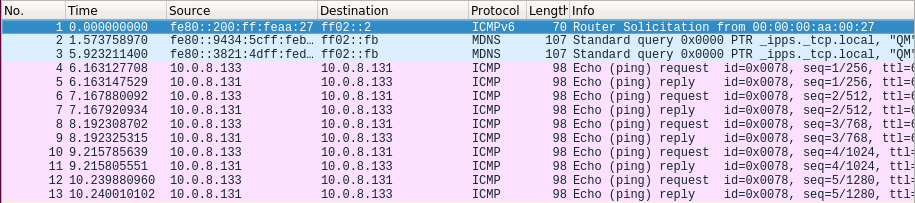 No. Time Source Destination Protocol Length Info
1 0.000000000 fe80::200:ff:feaa:27 ff02::2 ICMPv6 70 Router Solicitation from 00:00:00:aa:00:27
2 1.573758970 fe80::9434:5cff:feb… ff02::fb MDNS 107 Standard query 0x0000 PTR _ipps._tcp.local, "QM"
3 5.923211400 fe80::3821:4dff:fed… ff02::fb MDNS 107 Standard query 0x0000 PTR _ipps._tcp.local, "QM"
4 6.163127708 10.0.8.133 10.0.8.131 ICMP 98 Echo (ping) request id=0x0078, seq=1/256, ttl=6
5 6.163147529 10.0.8.131 10.0.8.133 ICMP 98 Echo (ping) reply id=0x0078, seq=1/256, ttl=6
6 7.167880092 10.0.8.133 10.0.8.131 ICMP 98 Echo (ping) request id=0x0078, seq=2/512, ttl=6
7 7.167920934 10.0.8.131 10.0.8.133 ICMP 98 Echo (ping) reply id=0x0078, seq=2/512, ttl=6
8 8.192308702 10.0.8.133 10.0.8.131 ICMP 98 Echo (ping) request id=0x0078, seq=3/768, ttl=6
9 8.192325315 10.0.8.131 10.0.8.133 ICMP 98 Echo (ping) reply id=0x0078, seq=3/768, ttl=6
10 9.215785639 10.0.8.133 10.0.8.131 ICMP 98 Echo (ping) request id=0x0078, seq=4/1024, ttl=
11 9.215805551 10.0.8.131 10.0.8.133 ICMP 98 Echo (ping) reply id=0x0078, seq=4/1024, ttl=
12 10.239880960 10.0.8.133 10.0.8.131 ICMP 98 Echo (ping) request id=0x0078, seq=5/1280, ttl=
13 10.240010102 10.0.8.131 10.0.8.133 ICMP 98 Echo (ping) reply id=0x0078, seq=5/1280, ttl=